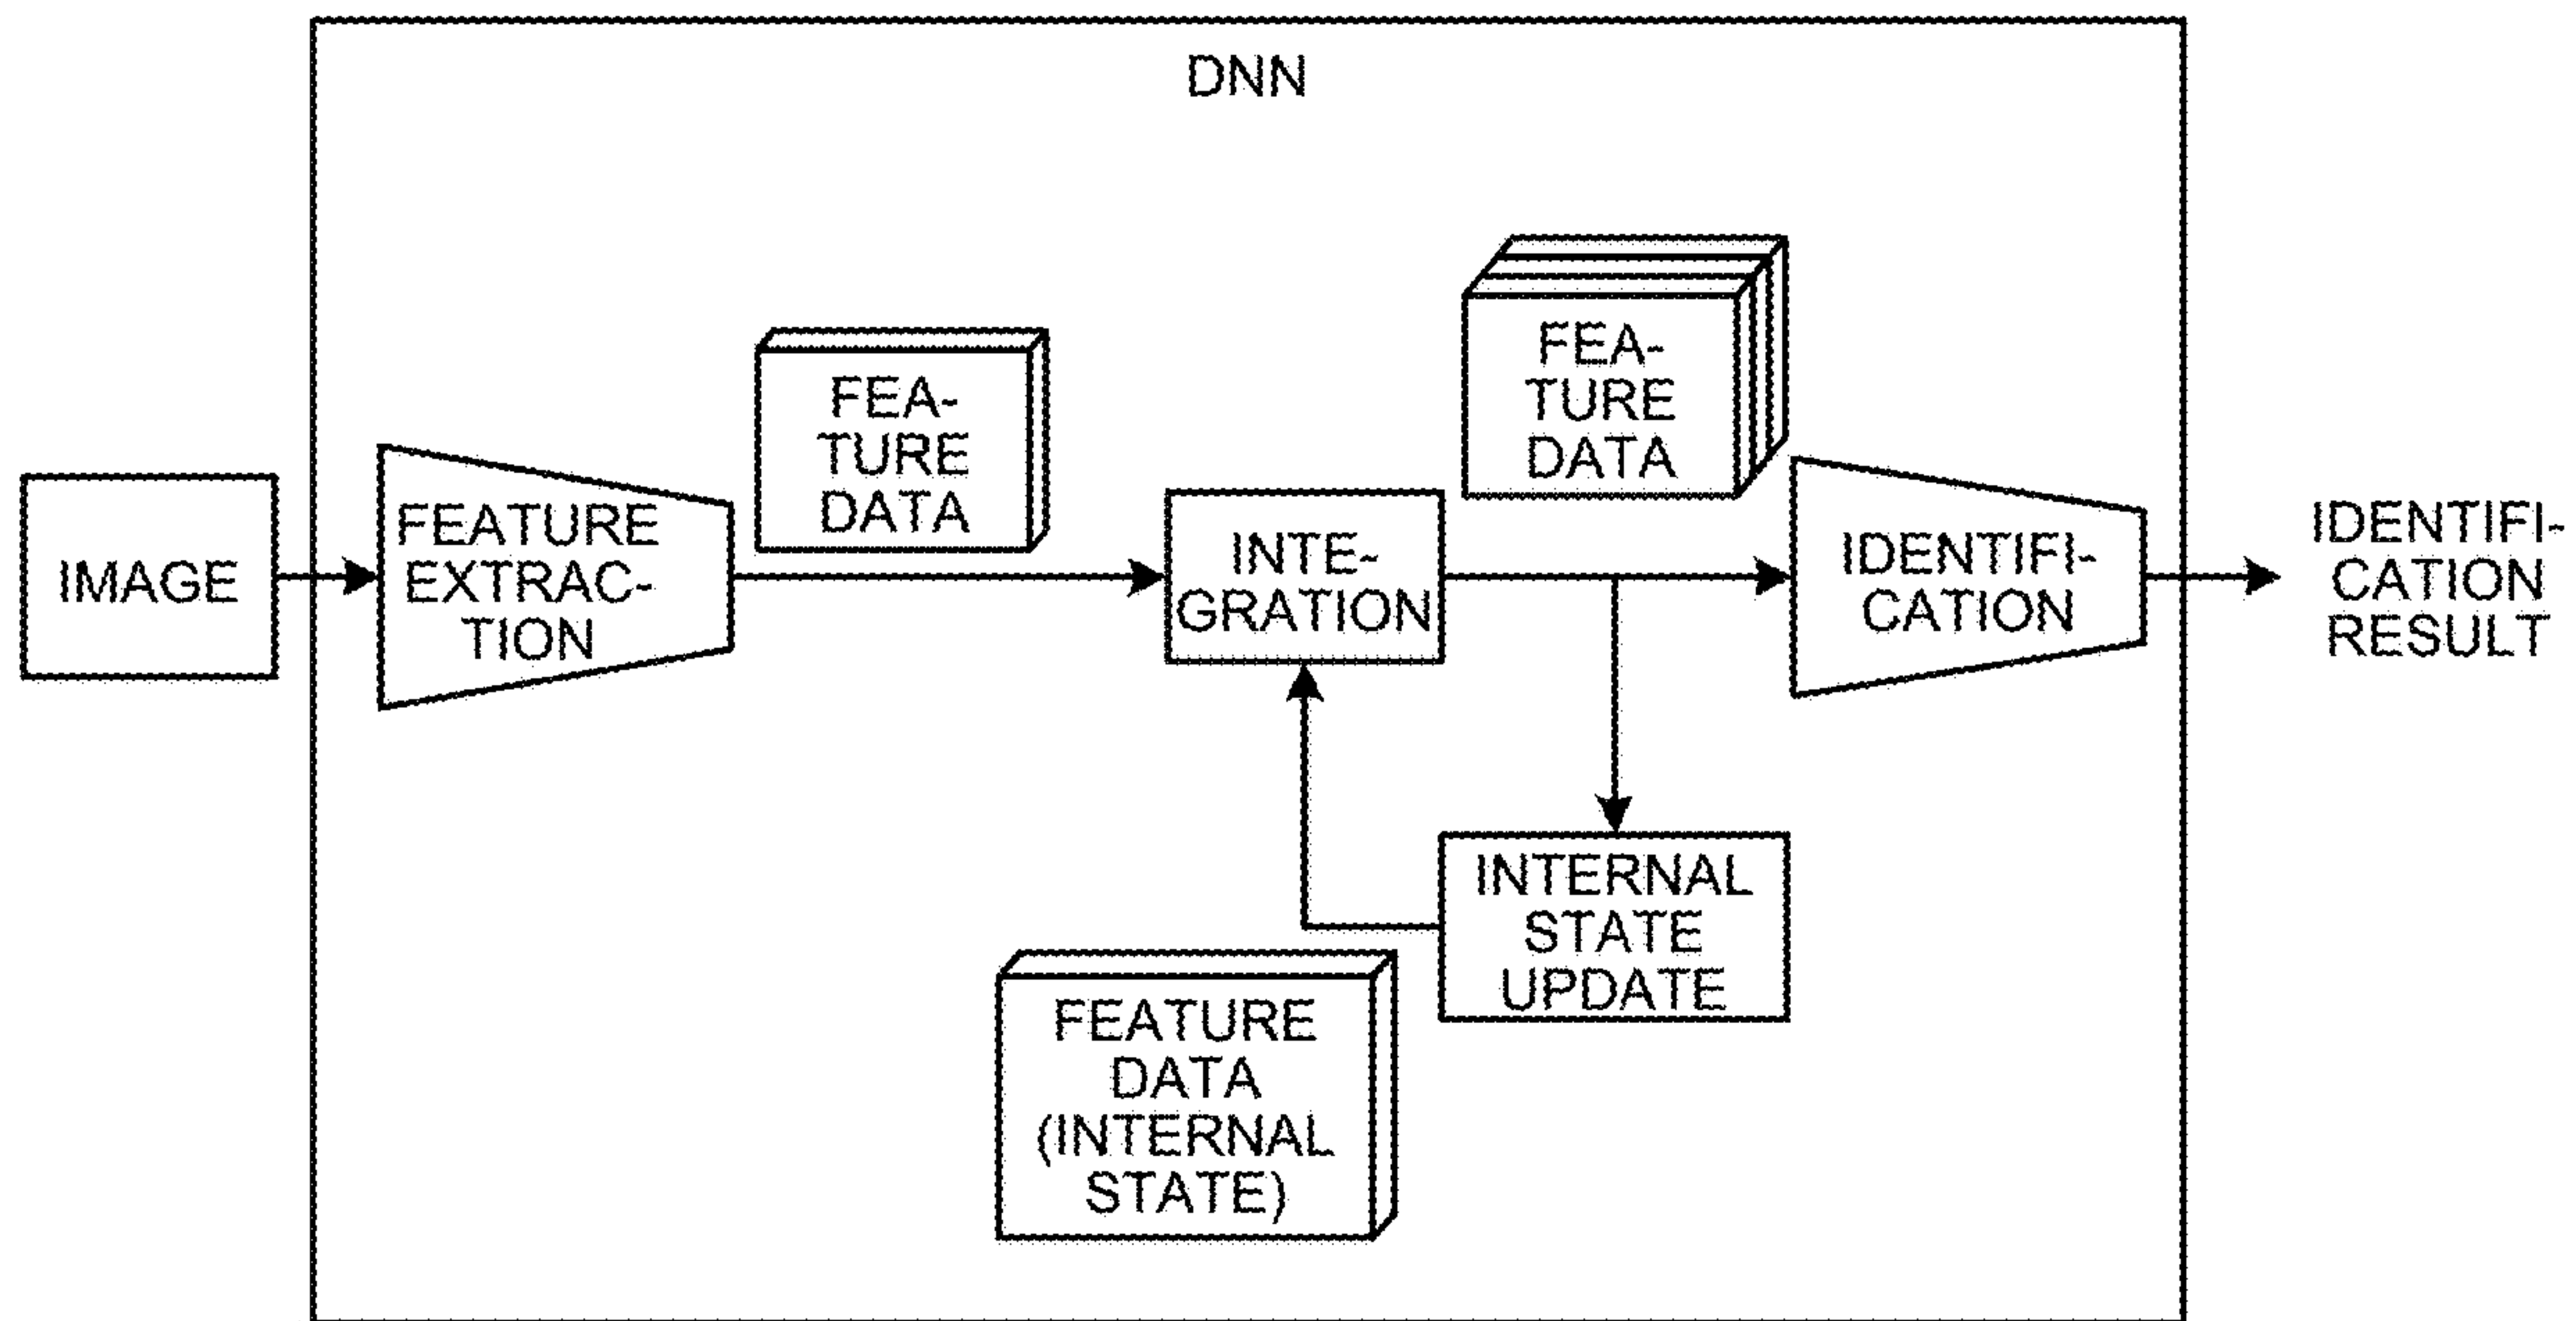 DNN
IMAGE
FEATURE
EXTRAC-
TION
FEA-
TURE
DATA
INTE-
GRATION
FEA-
TURE
DATA
IDENTIFI-
CATION
IDENTIFI-
CATION
RESULT
INTERNAL
STATE
UPDATE
FEATURE
DATA
(INTERNAL
STATE)